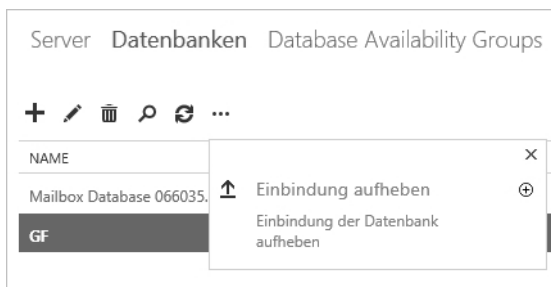 Server Datenbanken Database Availability Groups
NAME
Mailbox Database 066035.
GF
Einbindung aufheben
Einbindung der Datenbank
aufheben